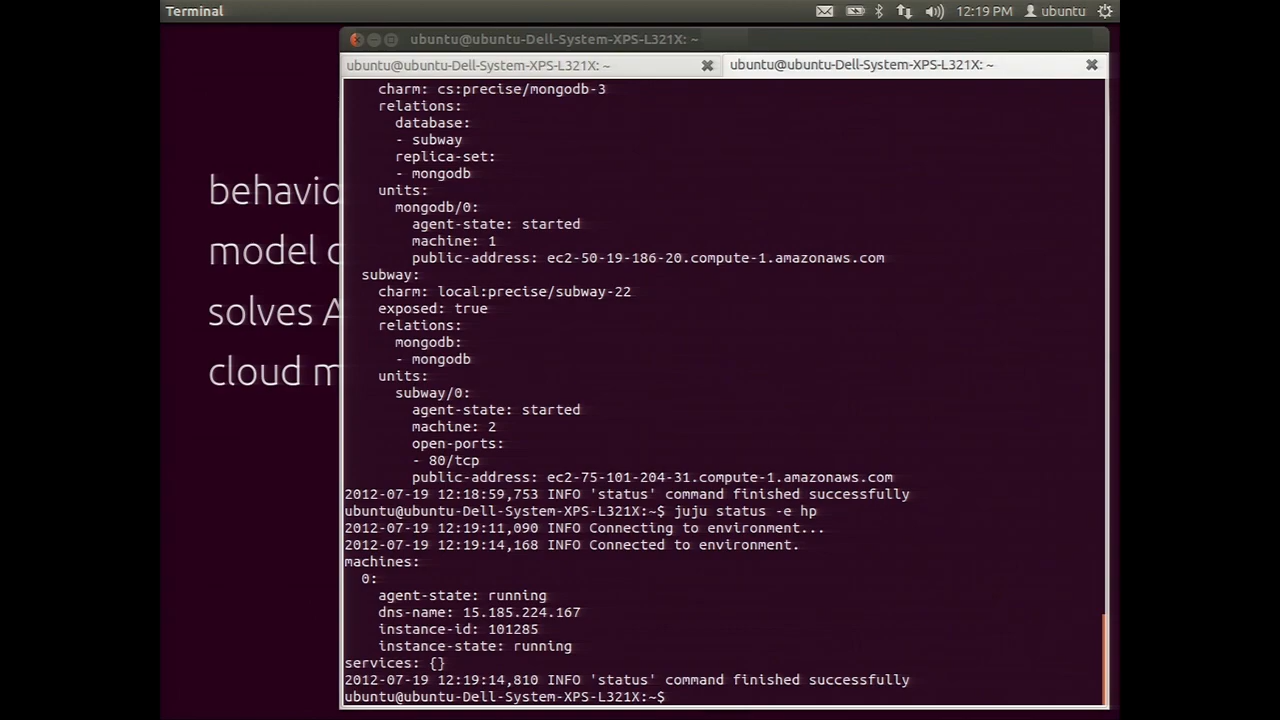 Terminal
12:19 PM
ubuntu
ubuntu@ubuntu-Dell-System-XPS-L321X: ~
ubuntu@ubuntu-Dell-System-XPS-L321X: ~
ubuntu@ubuntu-Dell-System-XPS-L321X: ~
behavio
model
solves A
cloud m
charm: cs:precise/mongodb-3
relations:
database:
- subway
replica-set:
- mongodb
units:
mongodb/0:
agent-state: started
machine: 1
public-address: ec2-50-19-186-20.compute-1.amazonaws.com
subway:
charm: local:precise/subway-22
exposed: true
relations:
mongodb:
- mongodb
units:
subway/0:
agent-state: started
machine: 2
open-ports:
- 80/tcp
public-address: ec2-75-101-204-31.compute-1.amazonaws.com
2012-07-19 12:18:59,753 INFO 'status' command finished successfully
ubuntu@ubuntu-Dell-System-XPS-L321X:~$ juju status -e hp
2012-07-19 12:19:11,090 INFO Connecting to environment...
2012-07-19 12:19:14,168 INFO Connected to environment.
machines:
0:
agent-state: running
dns-name: 15.185.224.167
instance-id: 101285
instance-state: running
services: {}
2012-07-19 12:19:14,810 INFO 'status' command finished successfully
ubuntu@ubuntu-Dell-System-XPS-L321X:~$